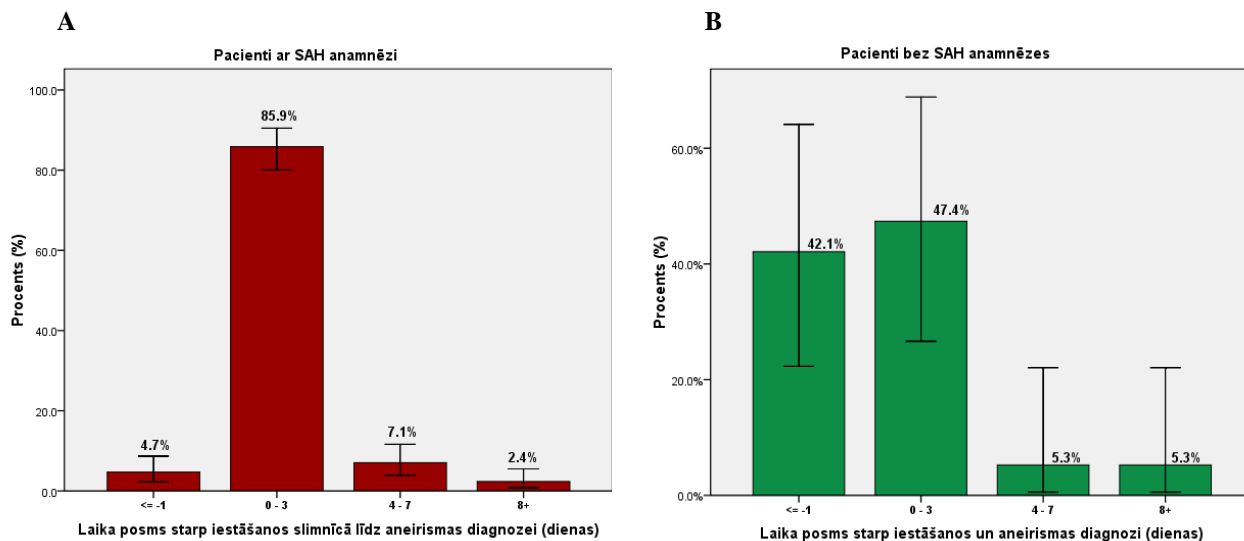 A
Pacienti ar SAH anamnēzi
Procents (%)
100.0
80.0
60.0
40.0
20.0
0.0
4.7%
85.9%
7.1%
2.4%
<= -1
0 - 3
4 - 7
8+
Laika posms starp iestāšanos slimnīcā līdz aneirismas diagnozei (dienas)
B
Pacienti bez SAH anamnēzes
Procents (%)
60.0%
40.0%
20.0%
0.0%
42.1%
47.4%
5.3%
5.3%
<= -1
0 - 3
4 - 7
8+
Laika posms starp iestāšanos un aneirismas diagnozi (dienas)